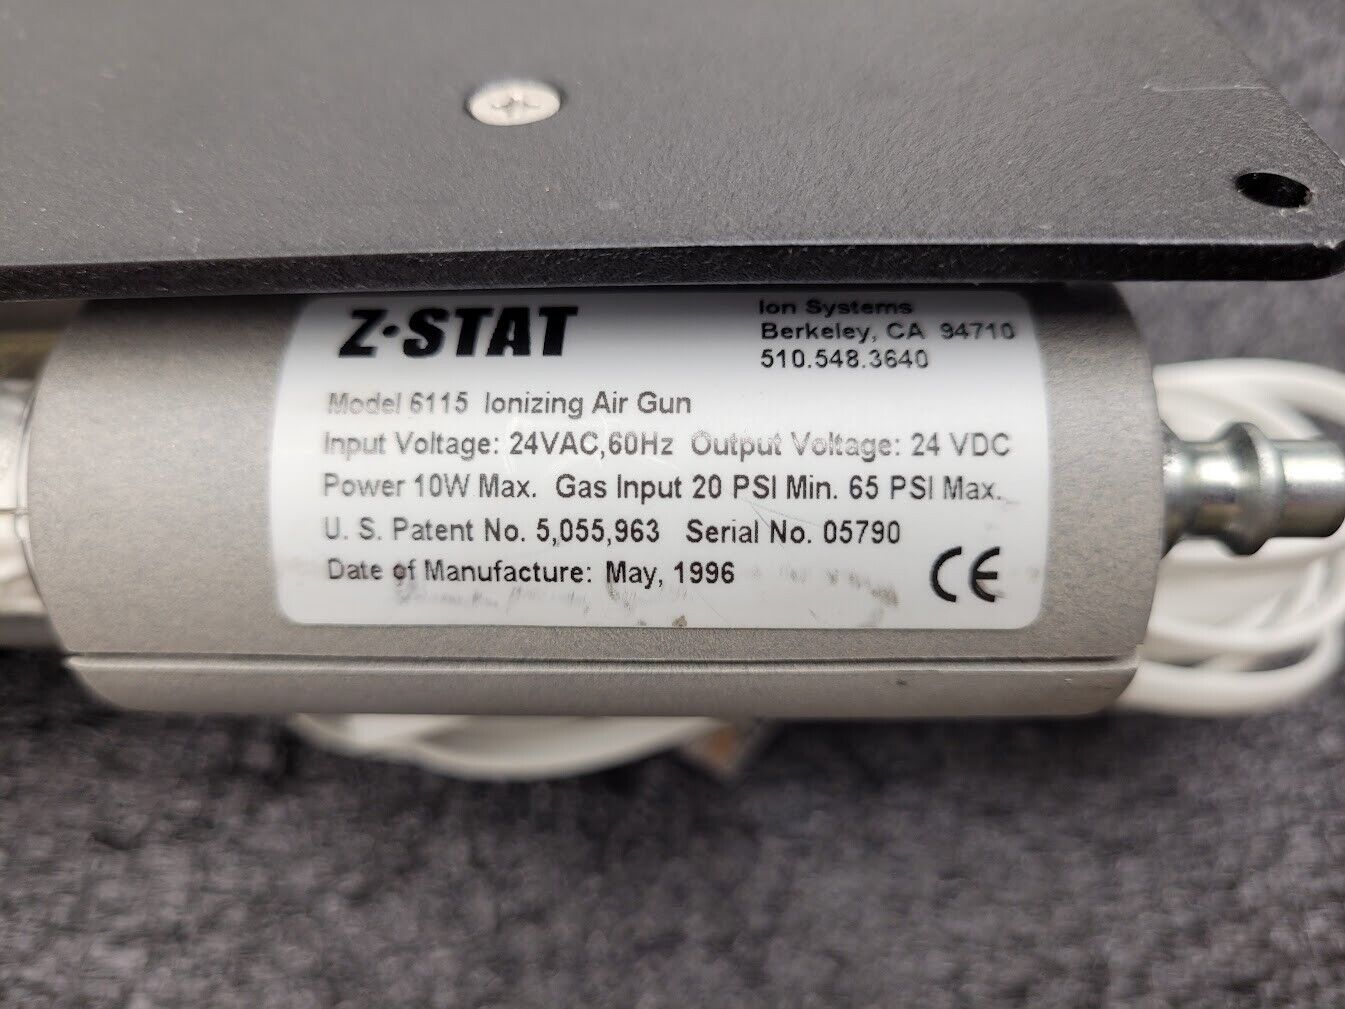 Z•STAT
Ion Systems
Berkeley, CA 94710
510.548.3640
Model 6115 Ionizing Air Gun
Input Voltage: 24VAC,60Hz Output Voltage: 24 VDC
Power 10W Max. Gas Input 20 PSI Min. 65 PSI Max.
U. S. Patent No. 5,055,963 Serial No. 05790
Date of Manufacture: May, 1996
CE